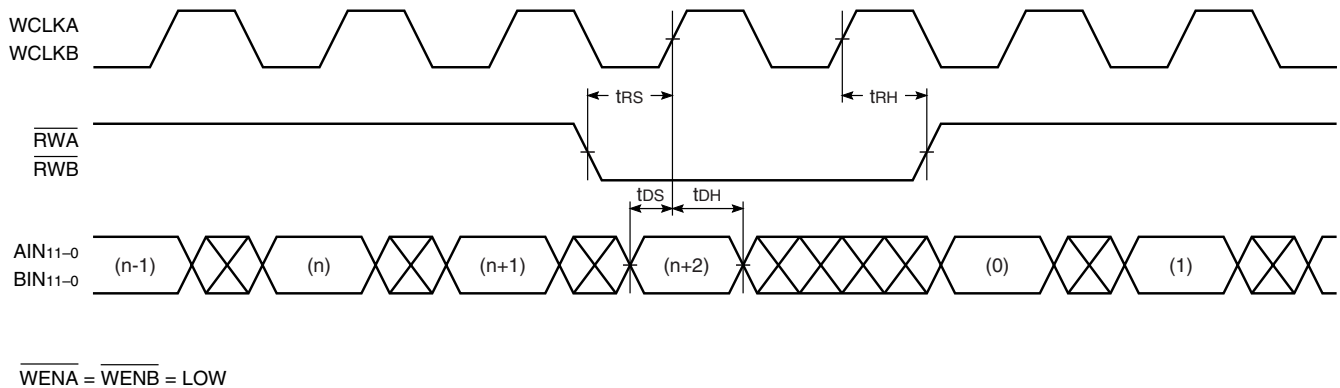 WCLKA
WCLKB
tRS
tRH
RWA
RWB
tDS
tDH
AIN11–0
BIN11–0
(n-1)
(n)
(n+1)
(n+2)
(0)
(1)
WENA = WENB = LOW